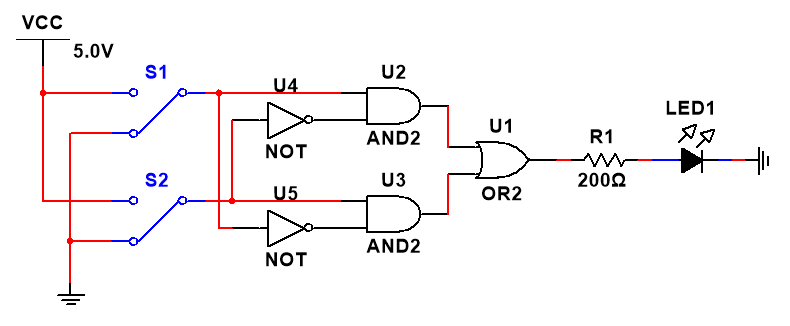 VCC
5.0V
S1
U4
NOT
U2
AND2
U1
OR2
R1
200Ω
LED1
S2
U5
NOT
U3
AND2